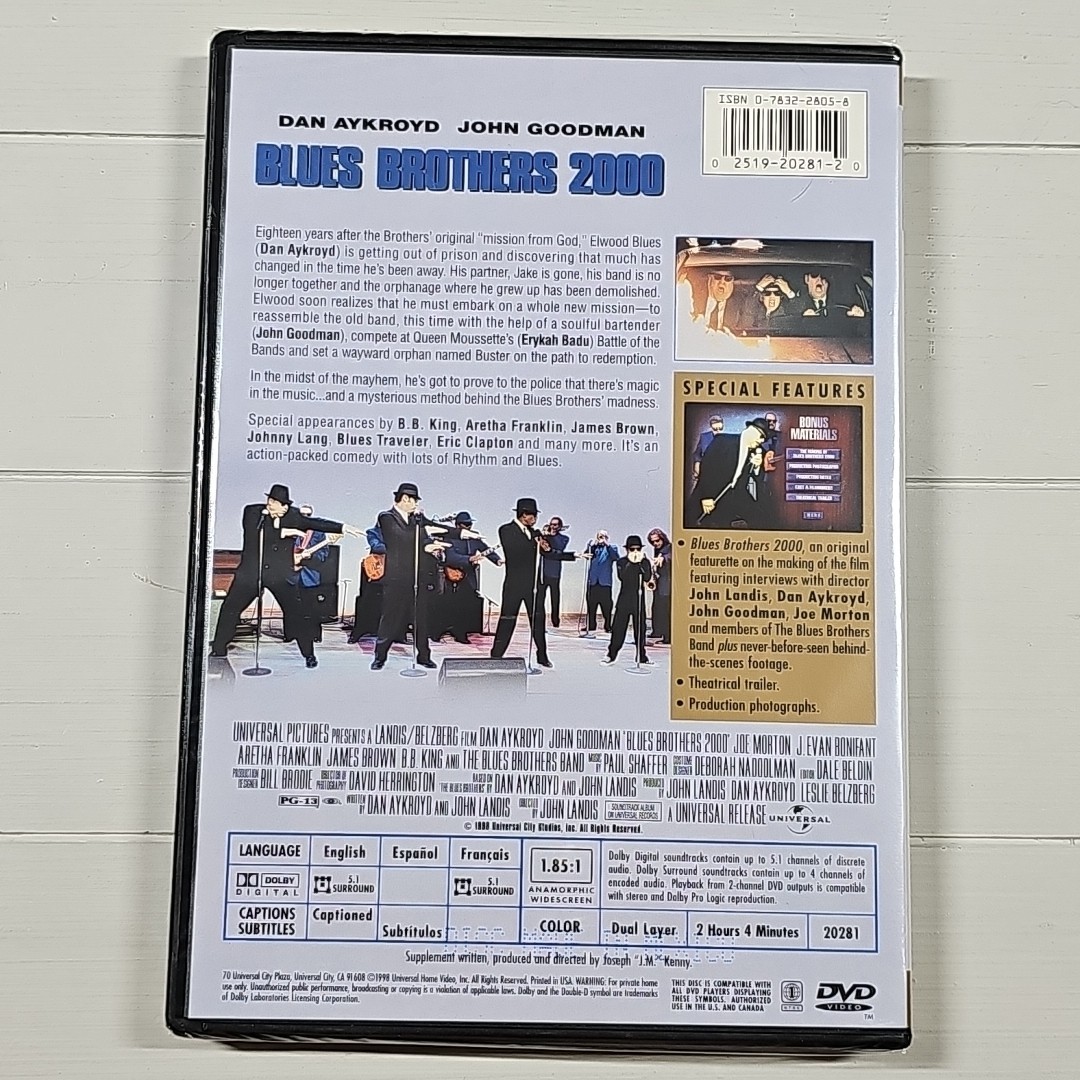 DAN AYKROYD JOHN GOODMAN
BLUES BROTHERS 2000
ISBN 0-7832-2805-8
0 2519-20281-2 0
Eighteen years after the Brothers' original "mission from God," Elwood Blues
(Dan Aykroyd) is getting out of prison and discovering that much has
changed in the time he's been away. His partner, Jake is gone, his band is no
longer together and the orphanage where he grew up has been demolished.
Elwood soon realizes that he must embark on a whole new mission—to
reassemble the old band, this time with the help of a soulful bartender
(John Goodman), compete at Queen Moussette's (Erykah Badu) Battle of the
Bands and set a wayward orphan named Buster on the path to redemption.
In the midst of the mayhem, he's got to prove to the police that there's magic
in the music...and a mysterious method behind the Blues Brothers' madness.
Special appearances by B.B. King, Aretha Franklin, James Brown,
Johnny Lang, Blues Traveler, Eric Clapton and many more. It's an
action-packed comedy with lots of Rhythm and Blues.
SPECIAL FEATURES
BONUS
MATERIALS
THE MAKING OF
BLUES BROTHERS 2000
PRODUCTION PHOTOGRAPHS
PRODUCTION NOTES
CAST & FILMMAKERS
THEATRICAL TRAILER
• Blues Brothers 2000, an original
featurette on the making of the film
featuring interviews with director
John Landis, Dan Aykroyd,
John Goodman, Joe Morton
and members of The Blues Brothers
Band plus never-before-seen behind-
the-scenes footage.
• Theatrical trailer.
• Production photographs.
UNIVERSAL PICTURES PRESENTS A LANDIS/BELZBERG FILM DAN AYKROYD JOHN GOODMAN "BLUES BROTHERS 2000" JOE MORTON J. EVAN BONIFANT
ARETHA FRANKLIN JAMES BROWN B.B. KING AND THE BLUES BROTHERS BAND MUSIC BY PAUL SHAFFER COSTUME DESIGNER DEBORAH NADOOLMAN EDITOR DALE BELDIN
PRODUCTION DESIGNER BILL BRODIE DIRECTOR OF PHOTOGRAPHY DAVID HERRINGTON BASED ON "THE BLUES BROTHERS" BY DAN AYKROYD AND JOHN LANDIS PRODUCED BY JOHN LANDIS DAN AYKROYD LESLIE BELZBERG
PG-13 WRITTEN BY DAN AYKROYD AND JOHN LANDIS DIRECTED BY JOHN LANDIS SOUNDTRACK ALBUM ON UNIVERSAL RECORDS A UNIVERSAL RELEASE UNIVERSAL
© 1998 Universal City Studios, Inc. All Rights Reserved.
LANGUAGE English Español Français
DOLBY DIGITAL 5.1 SURROUND 5.1 SURROUND
CAPTIONS SUBTITLES Captioned Subtítulos
1.85:1
ANAMORPHIC
WIDESCREEN
Dolby Digital soundtracks contain up to 5.1 channels of discrete
audio. Dolby Surround soundtracks contain up to 4 channels of
encoded audio. Playback from 2-channel DVD outputs is compatible
with stereo and Dolby Pro Logic reproduction.
COLOR Dual Layer 2 Hours 4 Minutes 20281
Supplement written, produced and directed by Joseph "J.M." Kenny.
70 Universal City Plaza, Universal City, CA 91608 ©1998 Universal Home Video, Inc. All Rights Reserved. Printed in USA. WARNING: For private home
use only. Unauthorized public performance, broadcasting or copying is a violation of applicable laws. Dolby and the Double-D symbol are trademarks
of Dolby Laboratories Licensing Corporation.
THIS DISC IS COMPATIBLE WITH
ALL DVD PLAYERS DISPLAYING
THESE SYMBOLS. AUTHORIZED
USE IN THE U.S. AND CANADA
1
NTSC
DVD
VIDEO
TM